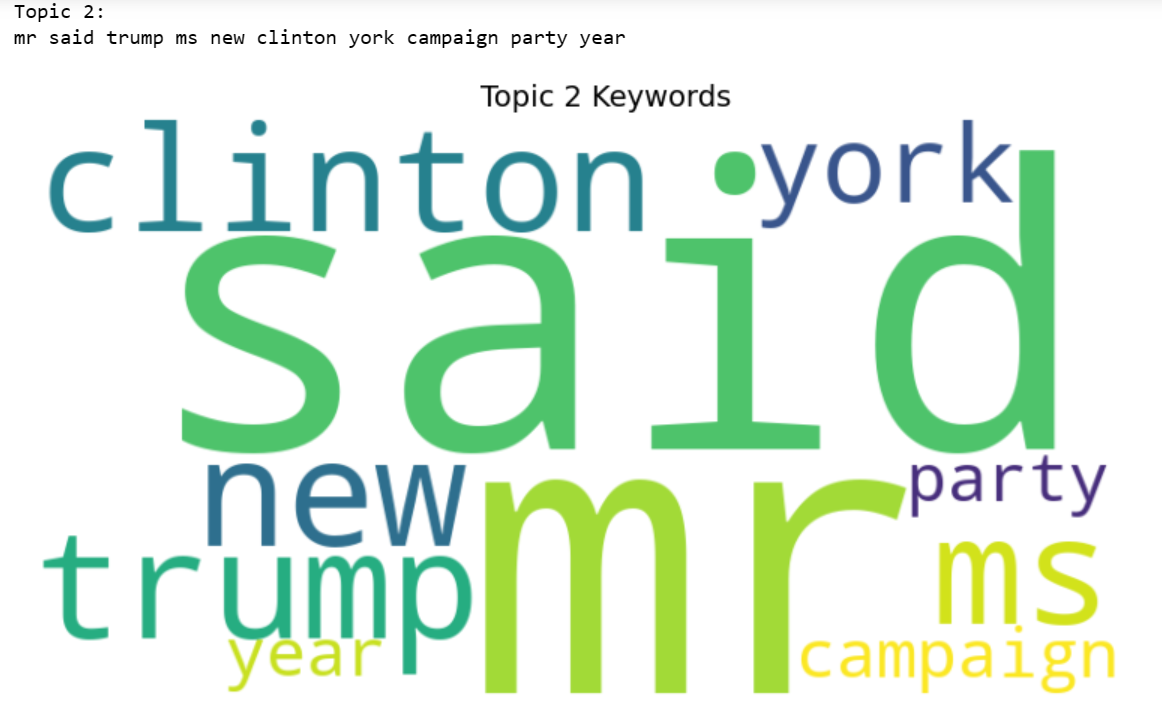 Topic 2:
mr said trump ms new clinton york campaign party year
Topic 2 Keywords
clinton
york
said
new
mr
party
trump
ms
year
campaign